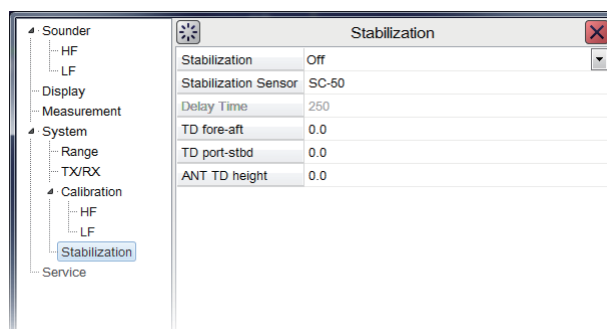 Sounder
HF
LF
Display
Measurement
System
Range
TX/RX
Calibration
HF
LF
Stabilization
Service
Stabilization
Stabilization Off
Stabilization Sensor SC-50
Delay Time 250
TD fore-aft 0.0
TD port-stbd 0.0
ANT TD height 0.0